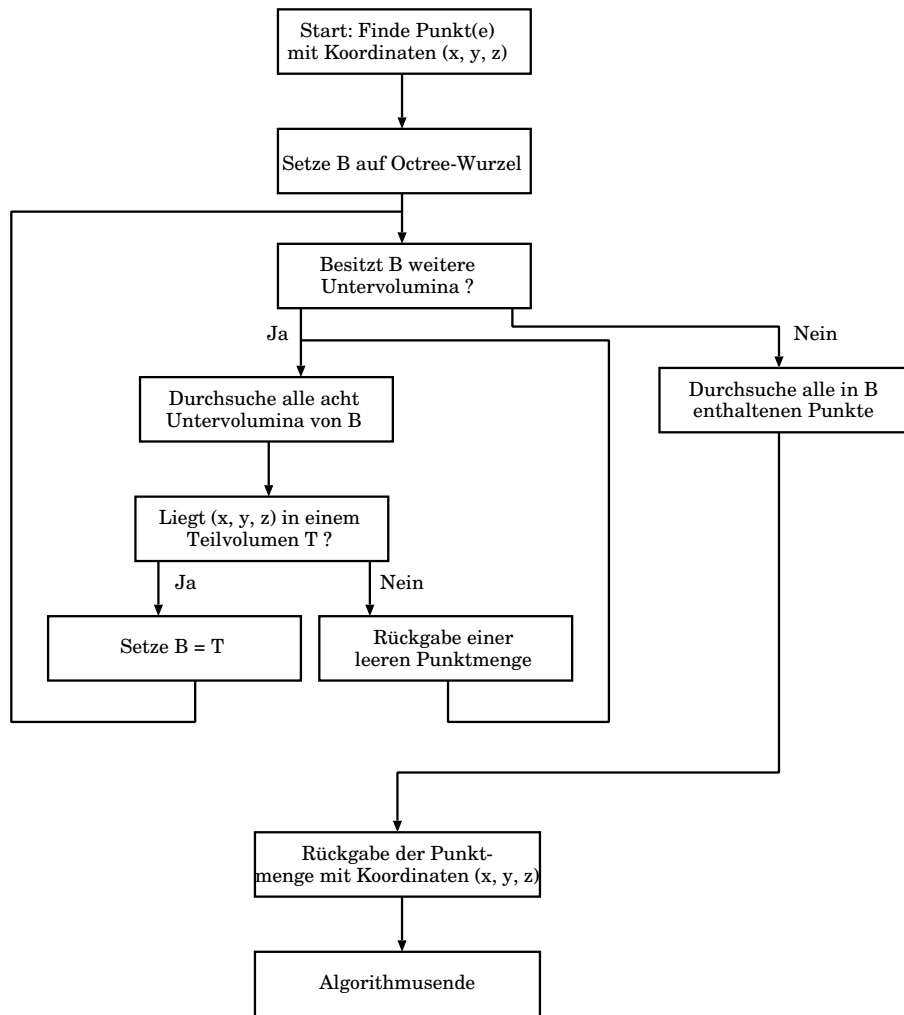 Start: Finde Punkt(e)
mit Koordinaten (x, y, z)
Setze B auf Octree-Wurzel
Besitzt B weitere
Untervolumina ?
Ja
Nein
Durchsuche alle acht
Untervolumina von B
Durchsuche alle in B
enthaltenen Punkte
Liegt (x, y, z) in einem
Teilvolumen T ?
Ja
Nein
Setze B = T
Rückgabe einer
leeren Punktmenge
Rückgabe der Punkt-
menge mit Koordinaten (x, y, z)
Algorithmusende